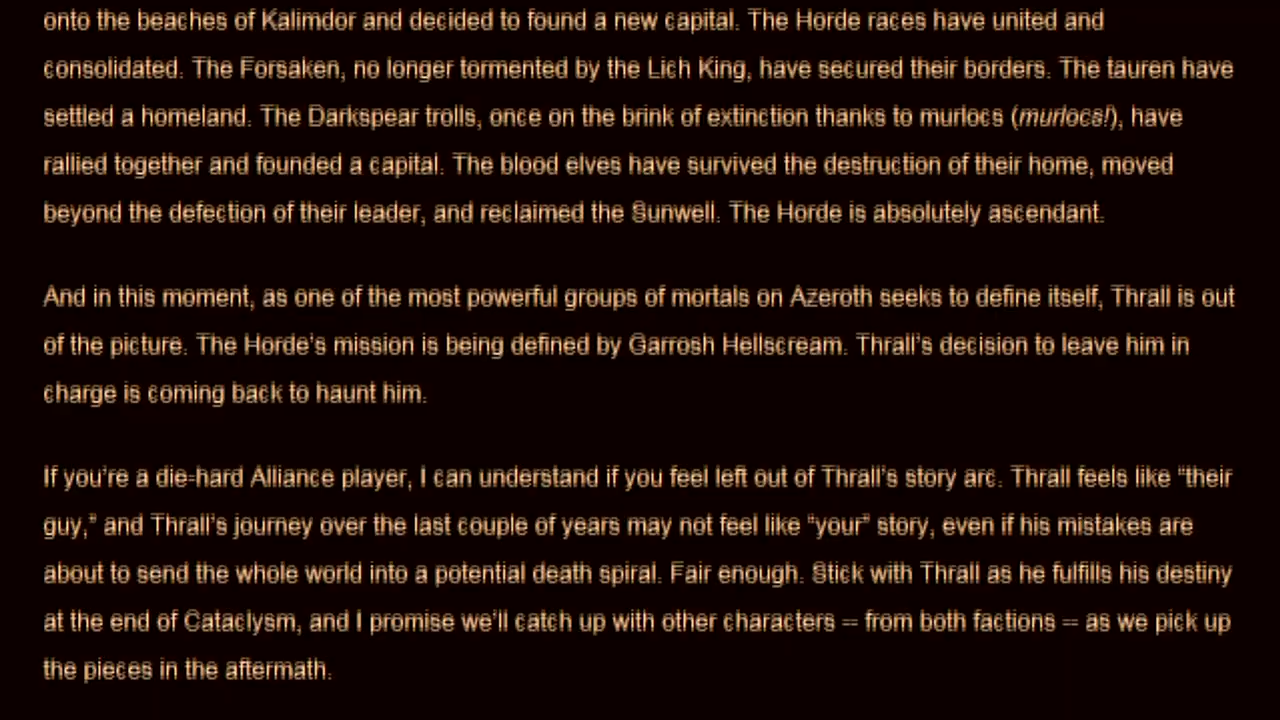 onto the beaches of Kalimdor and decided to found a new capital. The Horde races have united and
consolidated. The Forsaken, no longer tormented by the Lich King, have secured their borders. The tauren have
settled a homeland. The Darkspear trolls, once on the brink of extinction thanks to murlocs (murlocs!), have
rallied together and founded a capital. The blood elves have survived the destruction of their home, moved
beyond the defection of their leader, and reclaimed the Sunwell. The Horde is absolutely ascendant.
And in this moment, as one of the most powerful groups of mortals on Azeroth seeks to define itself, Thrall is out
of the picture. The Horde's mission is being defined by Garrosh Hellscream. Thrall's decision to leave him in
charge is coming back to haunt him.
If you're a die-hard Alliance player, I can understand if you feel left out of Thrall's story arc. Thrall feels like “their
guy,” and Thrall's journey over the last couple of years may not feel like “your” story, even if his mistakes are
about to send the whole world into a potential death spiral. Fair enough. Stick with Thrall as he fulfills his destiny
at the end of Cataclysm, and I promise we'll catch up with other characters -- from both factions -- as we pick up
the pieces in the aftermath.